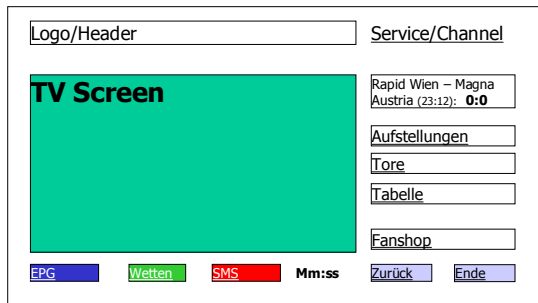 Logo/Header
Service/Channel
TV Screen
Rapid Wien – Magna
Austria (23:12): 0:0
Aufstellungen
Tore
Tabelle
Fanshop
EPG
Wetten
SMS
Mm:ss
Zurück
Ende